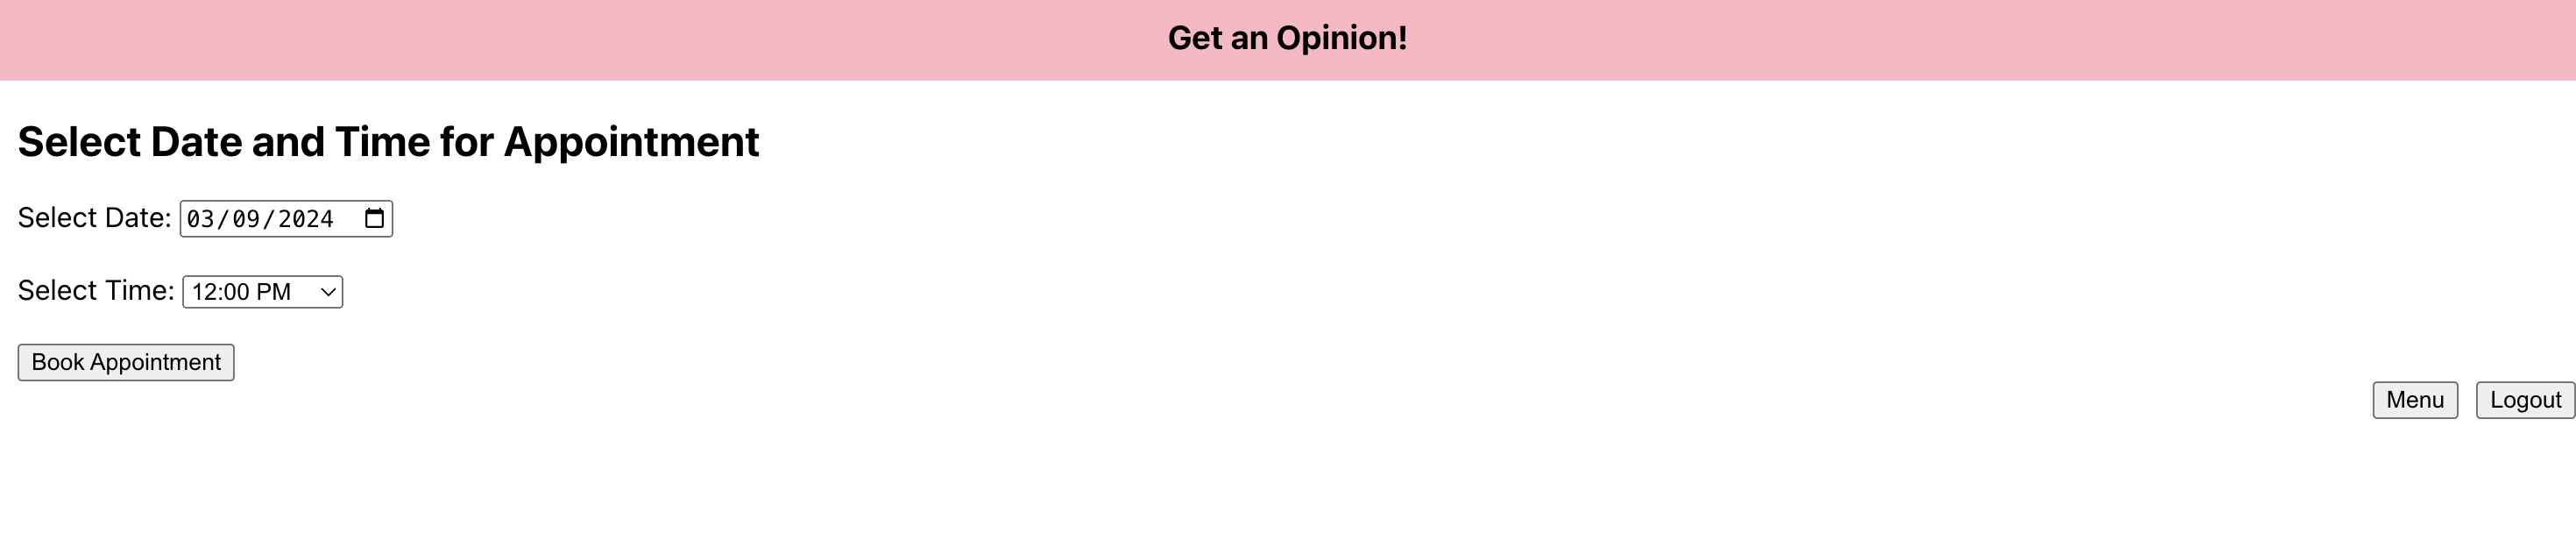 Get an Opinion!
Select Date and Time for Appointment
Select Date: 03/09/2024
Select Time: 12:00 PM
Book Appointment
Menu Logout